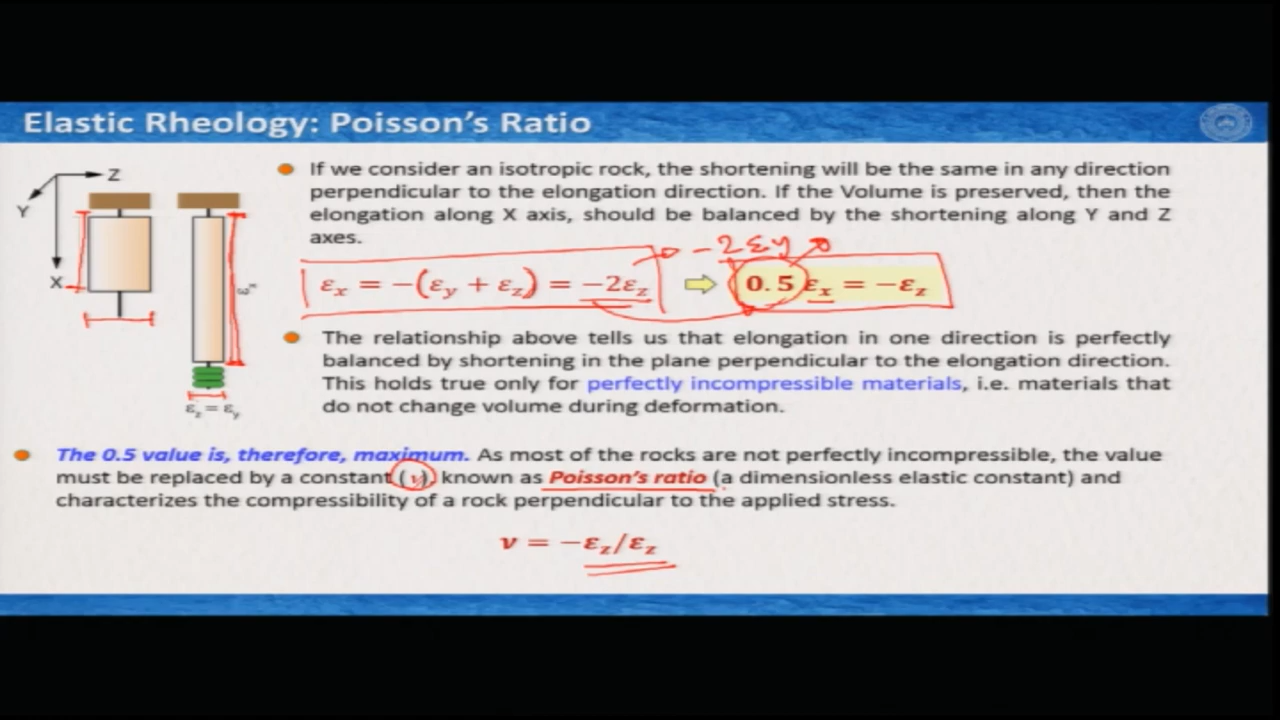 Elastic Rheology: Poisson's Ratio
Z
Y
X
εx
εz = εy
If we consider an isotropic rock, the shortening will be the same in any direction
perpendicular to the elongation direction. If the Volume is preserved, then the
elongation along X axis, should be balanced by the shortening along Y and Z
axes.
-2εy
εx = −(εy + εz) = −2εz
0.5εx = −εz
The relationship above tells us that elongation in one direction is perfectly
balanced by shortening in the plane perpendicular to the elongation direction.
This holds true only for perfectly incompressible materials, i.e. materials that
do not change volume during deformation.
The 0.5 value is, therefore, maximum. As most of the rocks are not perfectly incompressible, the value
must be replaced by a constant (ν), known as Poisson's ratio (a dimensionless elastic constant) and
characterizes the compressibility of a rock perpendicular to the applied stress.
ν = −εz/εz